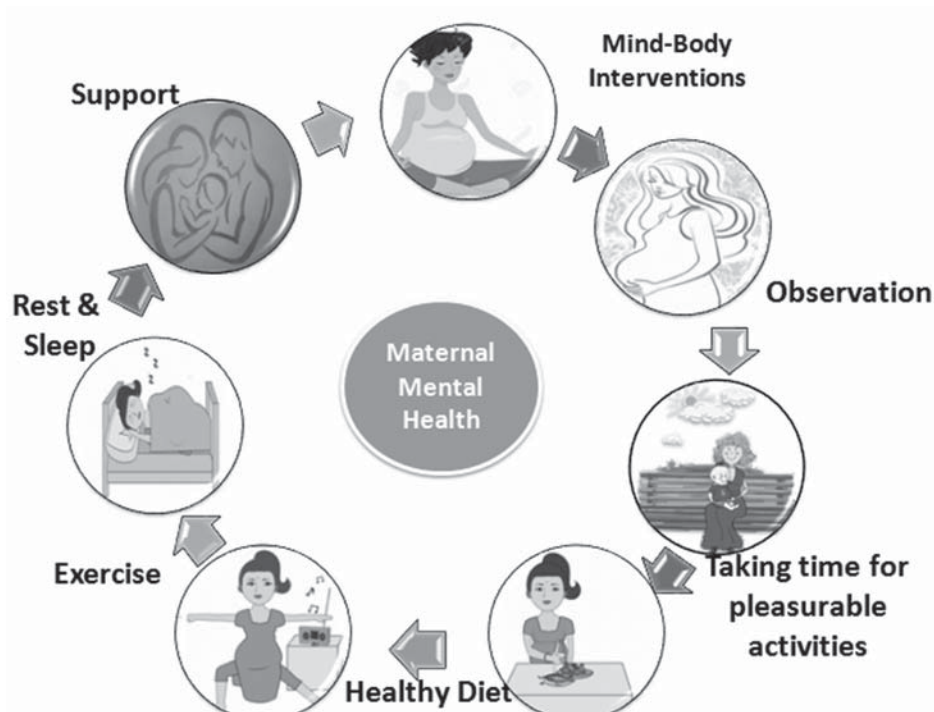 Mind-Body
Interventions
Support
Observation
Rest &
Sleep
Maternal
Mental
Health
Taking time for
pleasurable
activities
Exercise
Healthy Diet